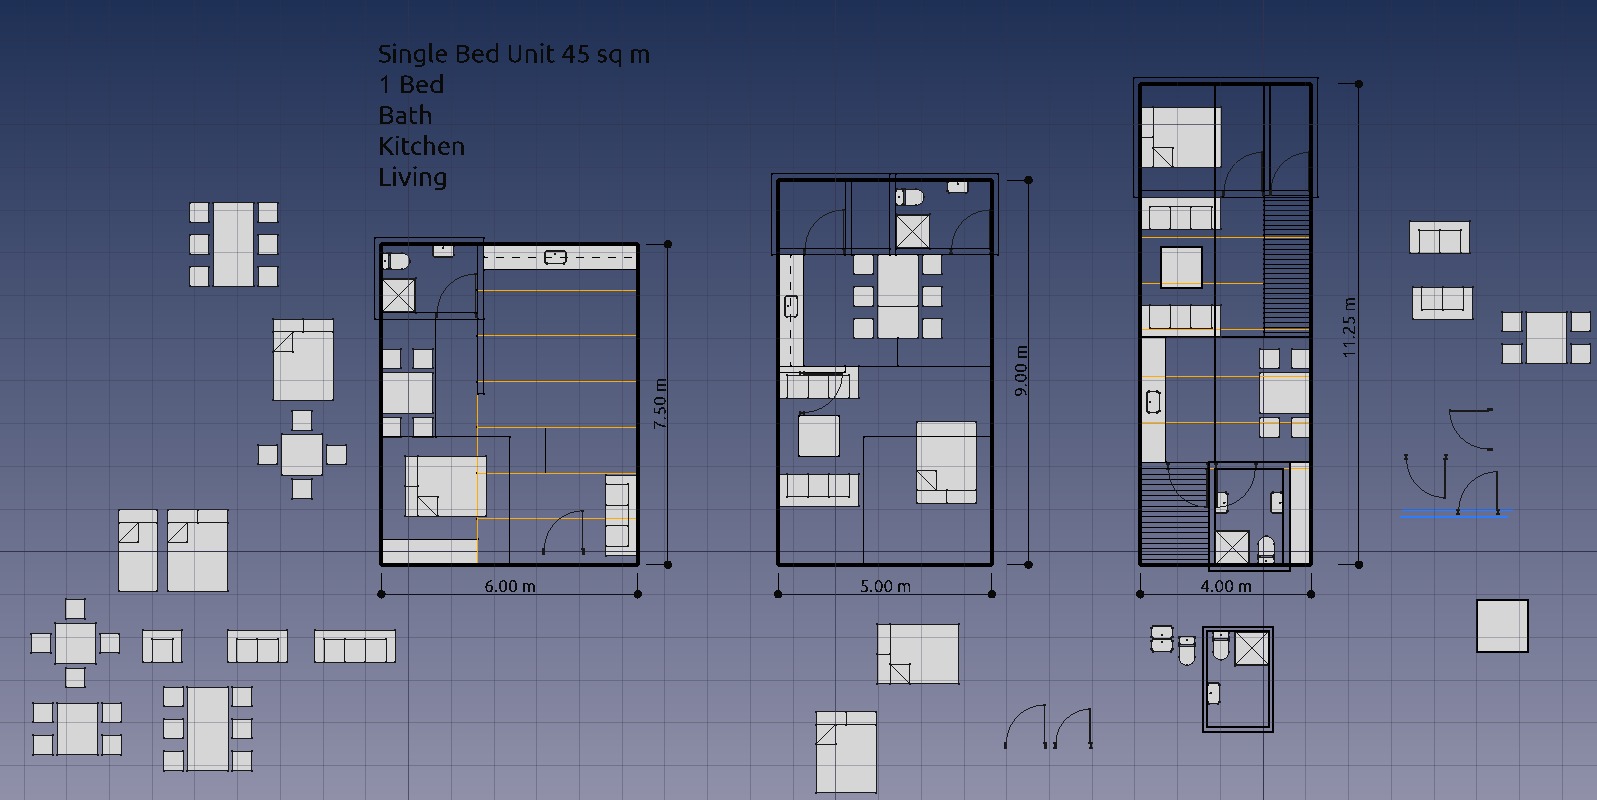 Single Bed Unit 45 sq m
1 Bed
Bath
Kitchen
Living
7.50 m
6.00 m
9.00 m
5.00 m
11.25 m
4.00 m